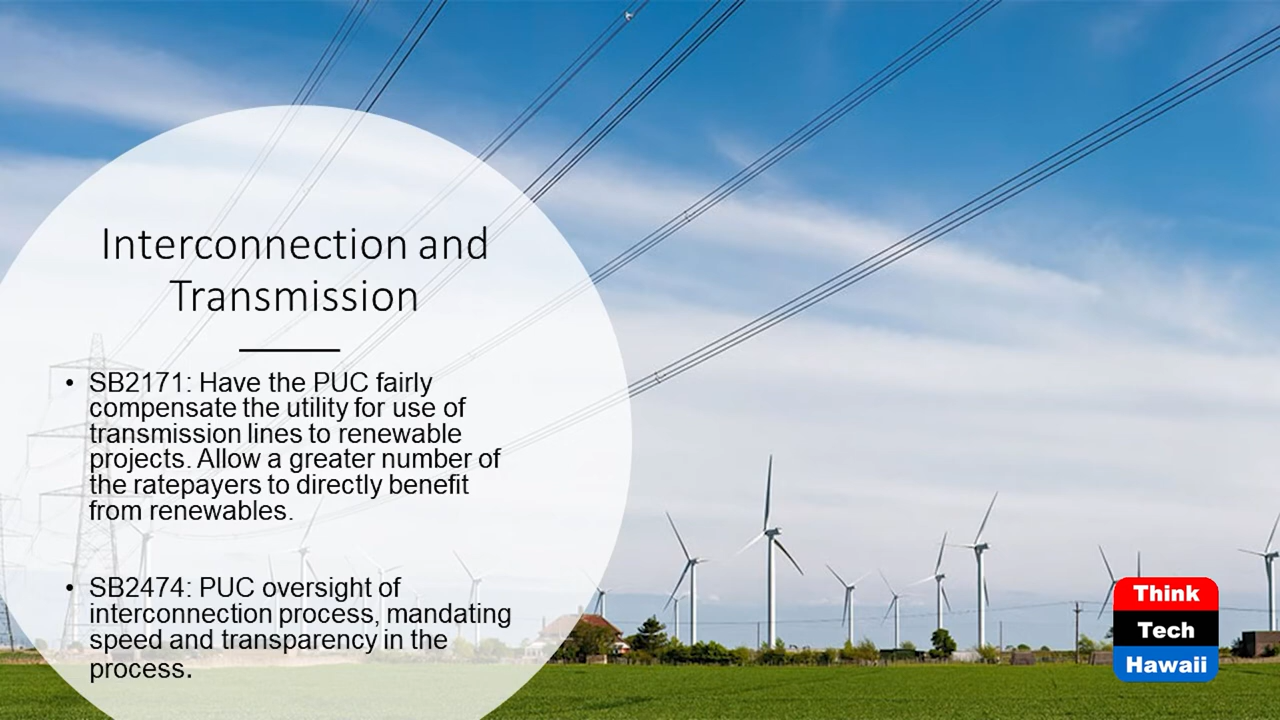 Interconnection and
Transmission
• SB2171: Have the PUC fairly
compensate the utility for use of
transmission lines to renewable
projects. Allow a greater number of
the ratepayers to directly benefit
from renewables.
• SB2474: PUC oversight of
interconnection process, mandating
speed and transparency in the
process.
Think
Tech
Hawaii